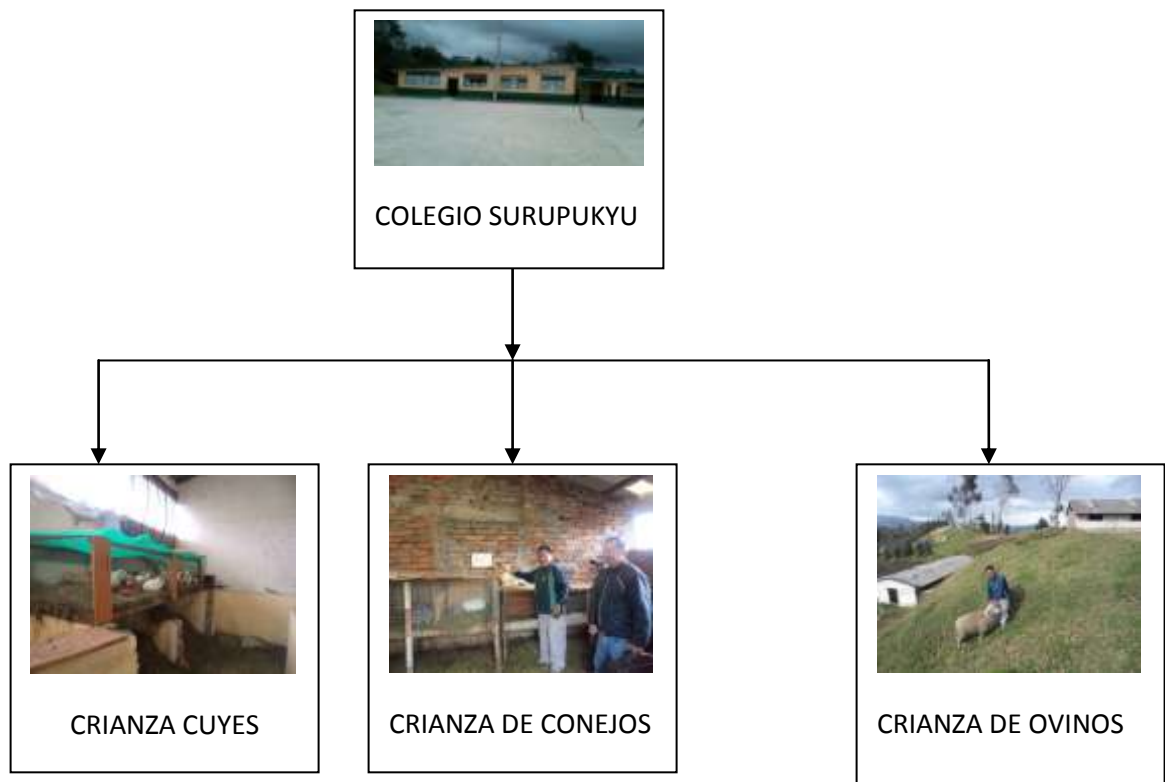 COLEGIO SURUPUKYU
CRIANZA CUYES
CRIANZA DE CONEJOS
CRIANZA DE OVINOS